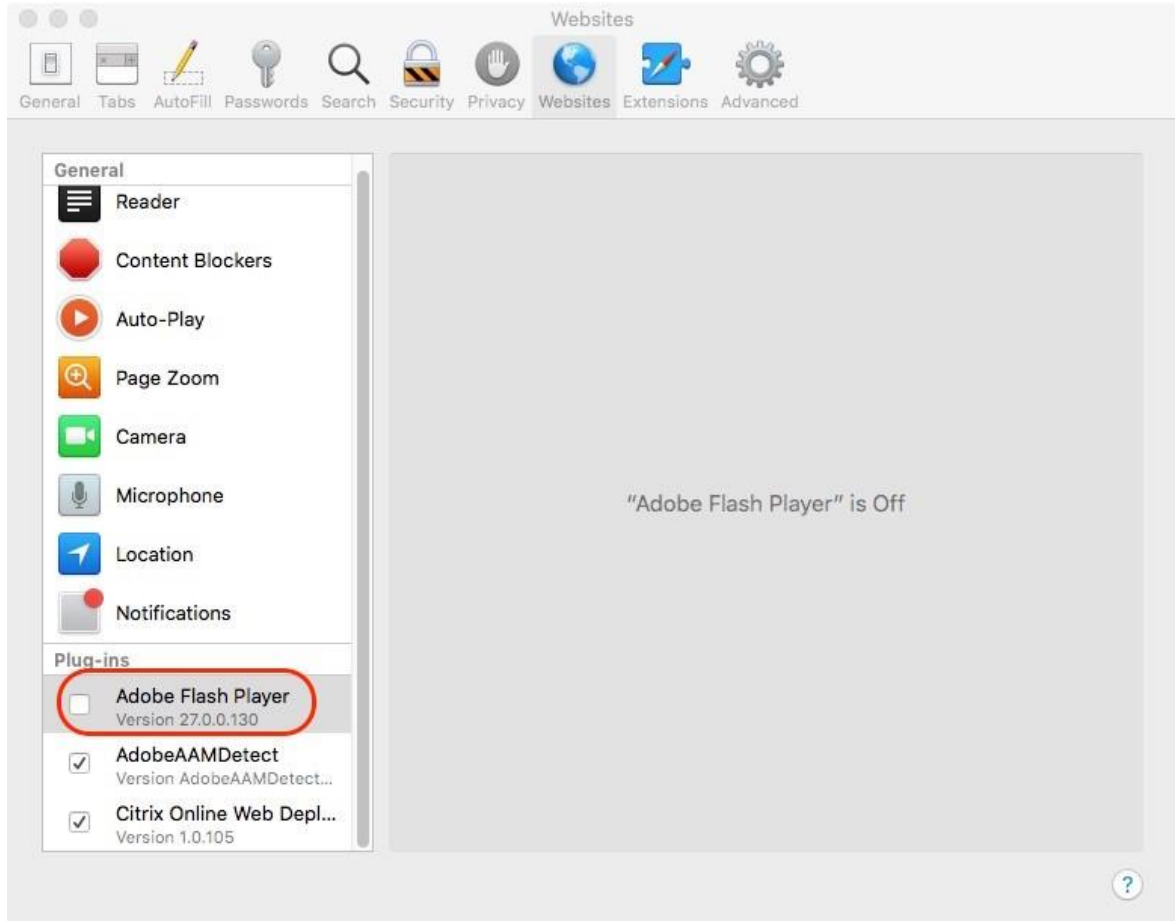 Websites
General Tabs AutoFill Passwords Search Security Privacy Websites Extensions Advanced
General
Reader
Content Blockers
Auto-Play
Page Zoom
Camera
Microphone
Location
Notifications
"Adobe Flash Player" is Off
Plug-ins
Adobe Flash Player
Version 27.0.0.130
AdobeAAMDetect
Version AdobeAAMDetect...
Citrix Online Web Depl...
Version 1.0.105
?